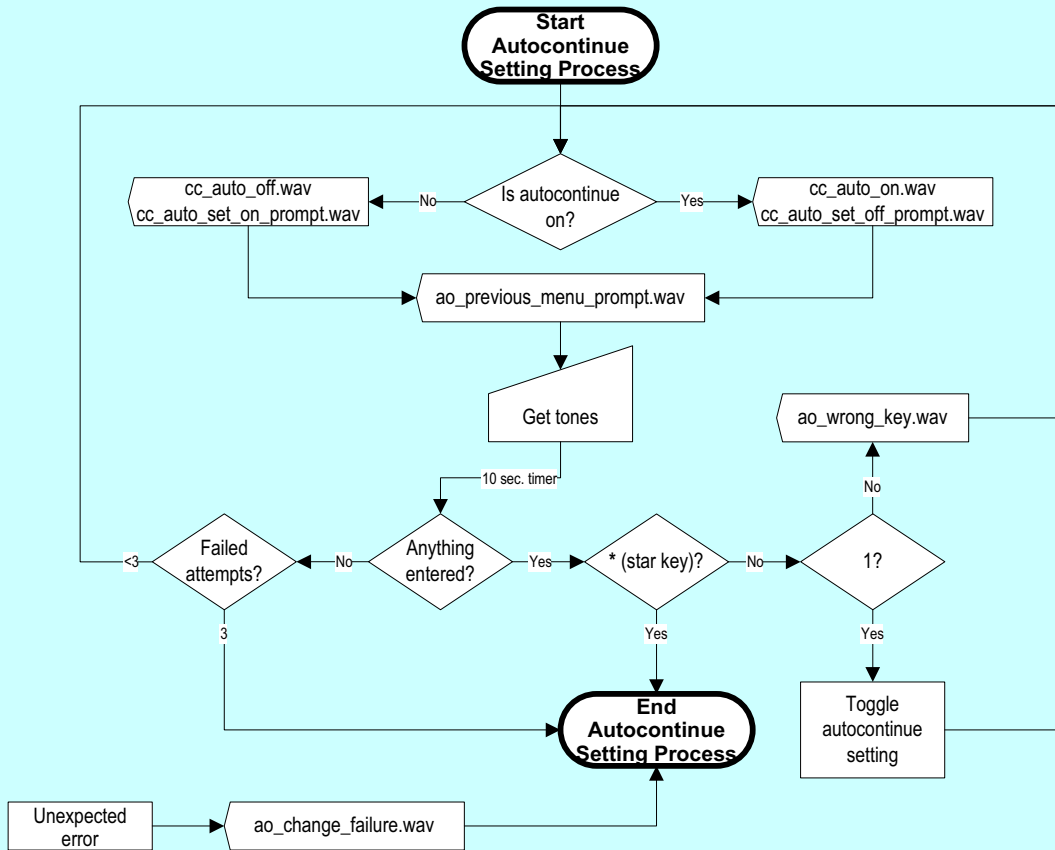 Start
Autocontinue
Setting Process
cc_auto_off.wav
cc_auto_set_on_prompt.wav
No
Is autocontinue
on?
Yes
cc_auto_on.wav
cc_auto_set_off_prompt.wav
ao_previous_menu_prompt.wav
Get tones
ao_wrong_key.wav
10 sec. timer
No
<3
Failed
attempts?
No
Anything
entered?
Yes
* (star key)?
No
1?
3
Yes
Yes
End
Autocontinue
Setting Process
Toggle
autocontinue
setting
Unexpected
error
ao_change_failure.wav